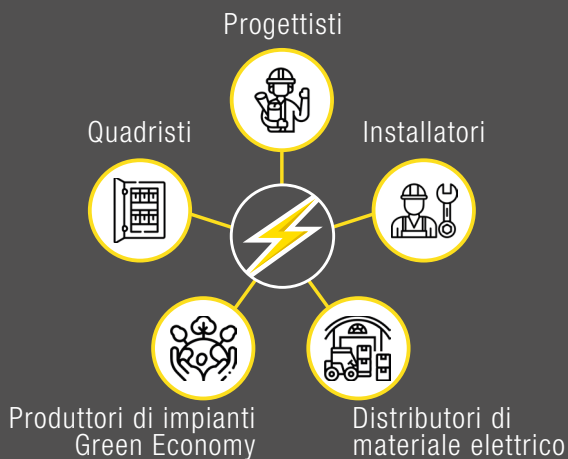 Progettisti
Quadristi
Installatori
Produttori di impianti
Green Economy
Distributori di
materiale elettrico